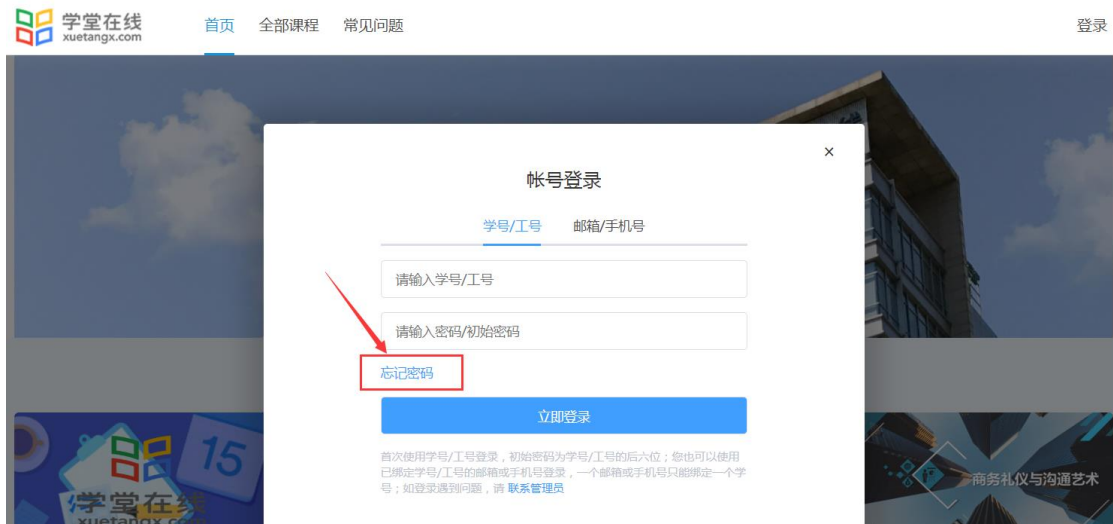 学堂在线
xuetangx.com
首页 全部课程 常见问题 登录
×
帐号登录
学号/工号 邮箱/手机号
请输入学号/工号
请输入密码/初始密码
忘记密码
立即登录
首次使用学号/工号登录，初始密码为学号/工号的后六位；您也可以使用
已绑定学号/工号的邮箱或手机号登录，一个邮箱或手机号只能绑定一个学
号；如登录遇到问题，请 联系管理员
15
学堂在线
xuetangx.com
商务礼仪与沟通艺术